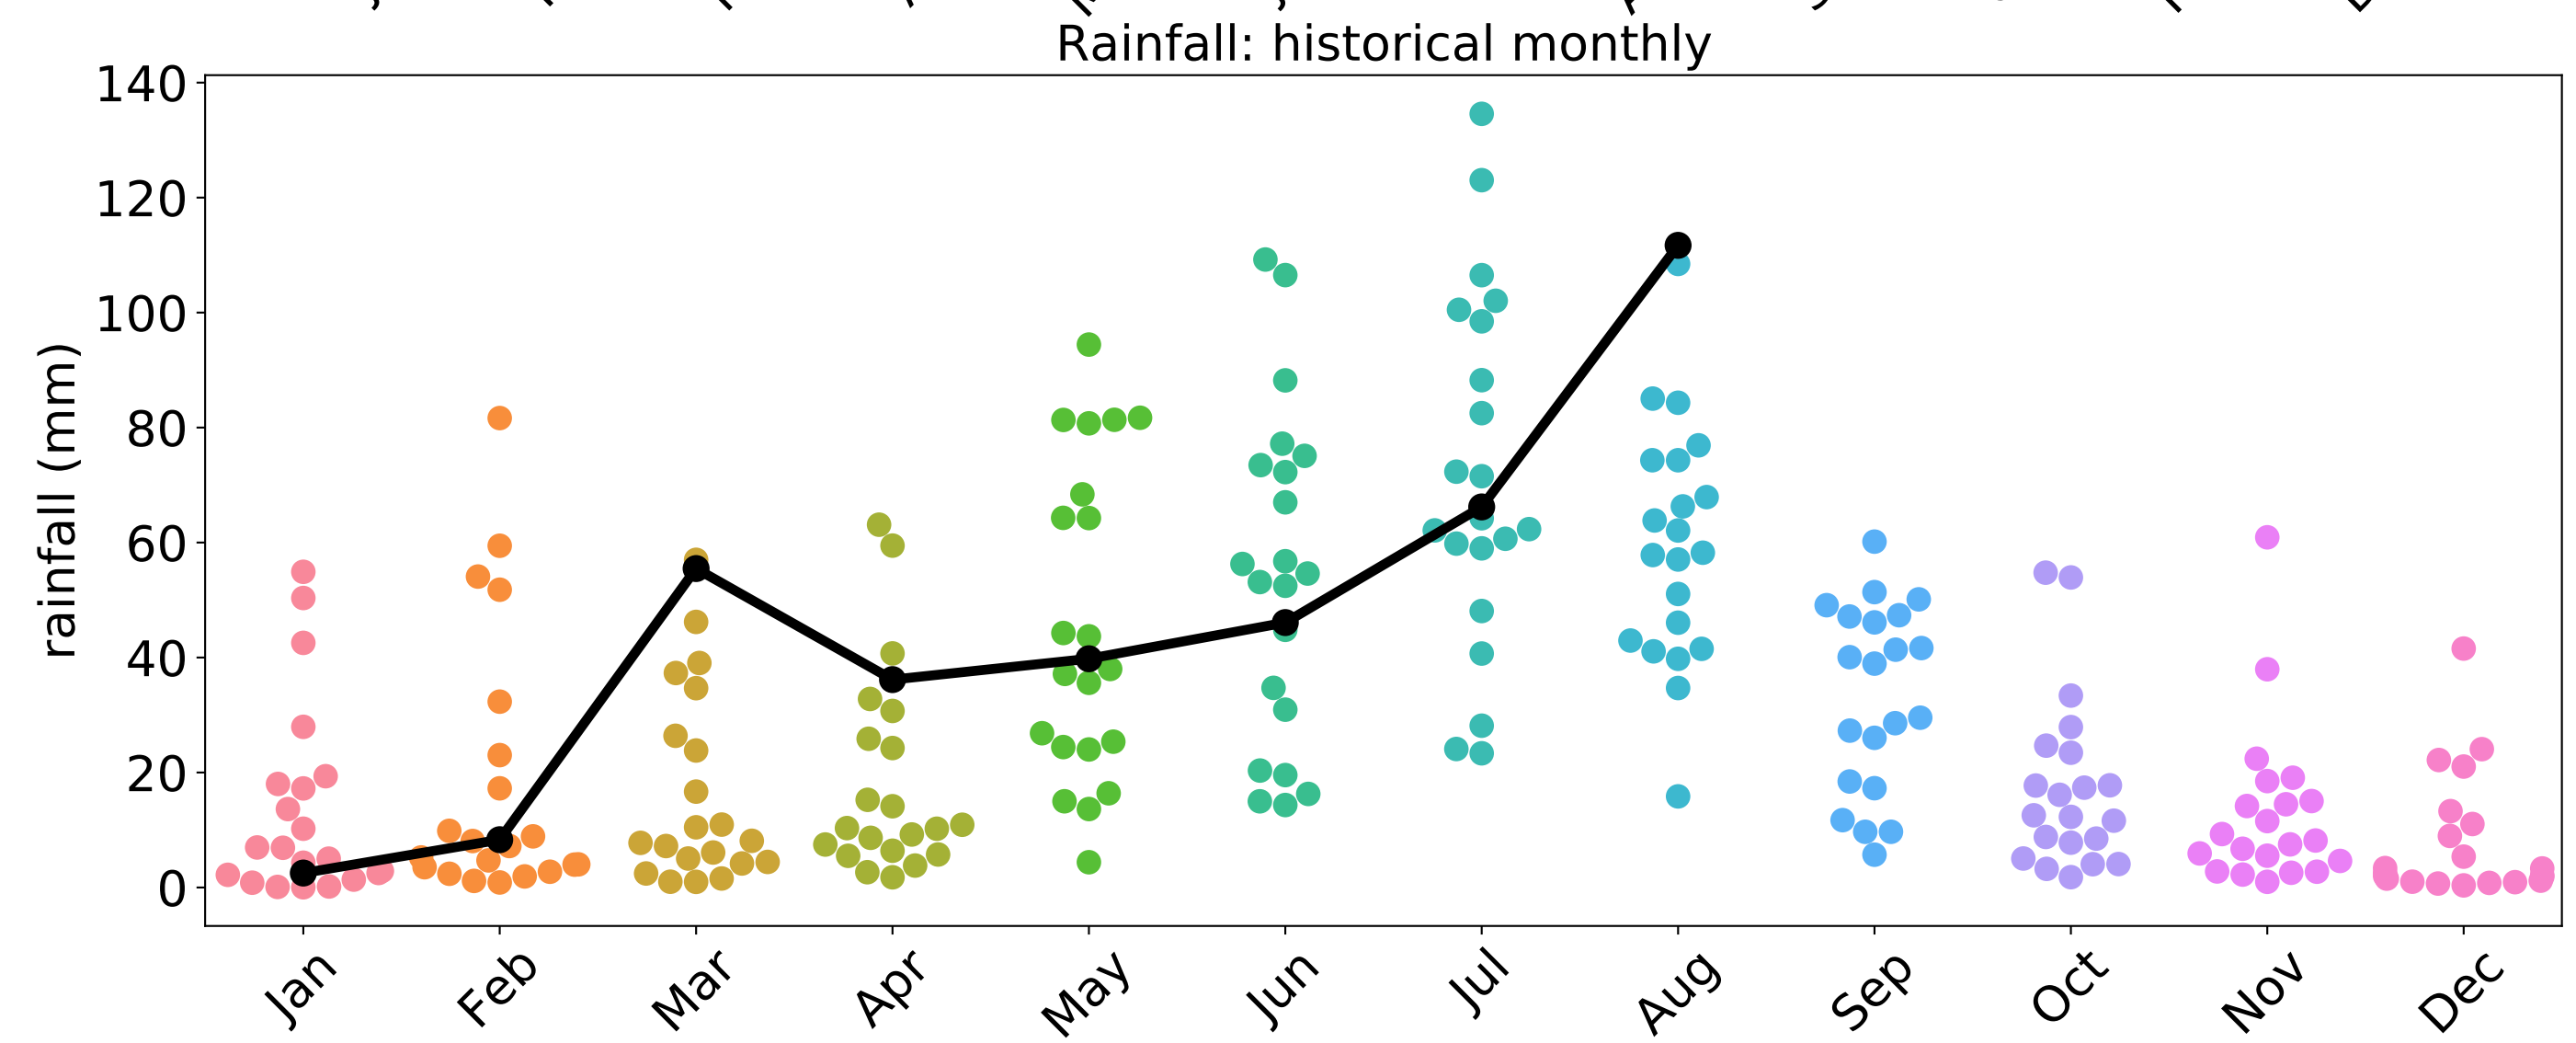 Rainfall: historical monthly
140
120
100
80
60
40
20
0
rainfall (mm)
Jan
Feb
Mar
Apr
May
Jun
Jul
Aug
Sep
Oct
Nov
Dec